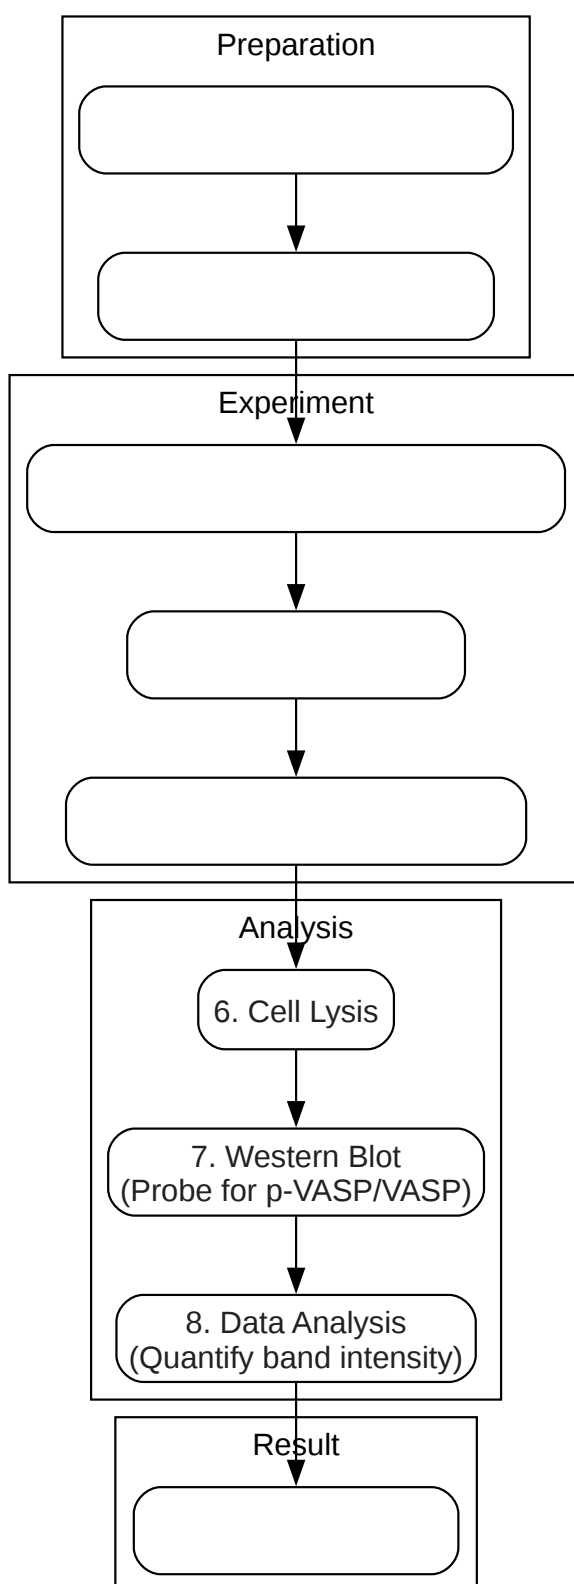 Preparation
Experiment
Analysis
6. Cell Lysis
7. Western Blot
(Probe for p-VASP/VASP)
8. Data Analysis
(Quantify band intensity)
Result